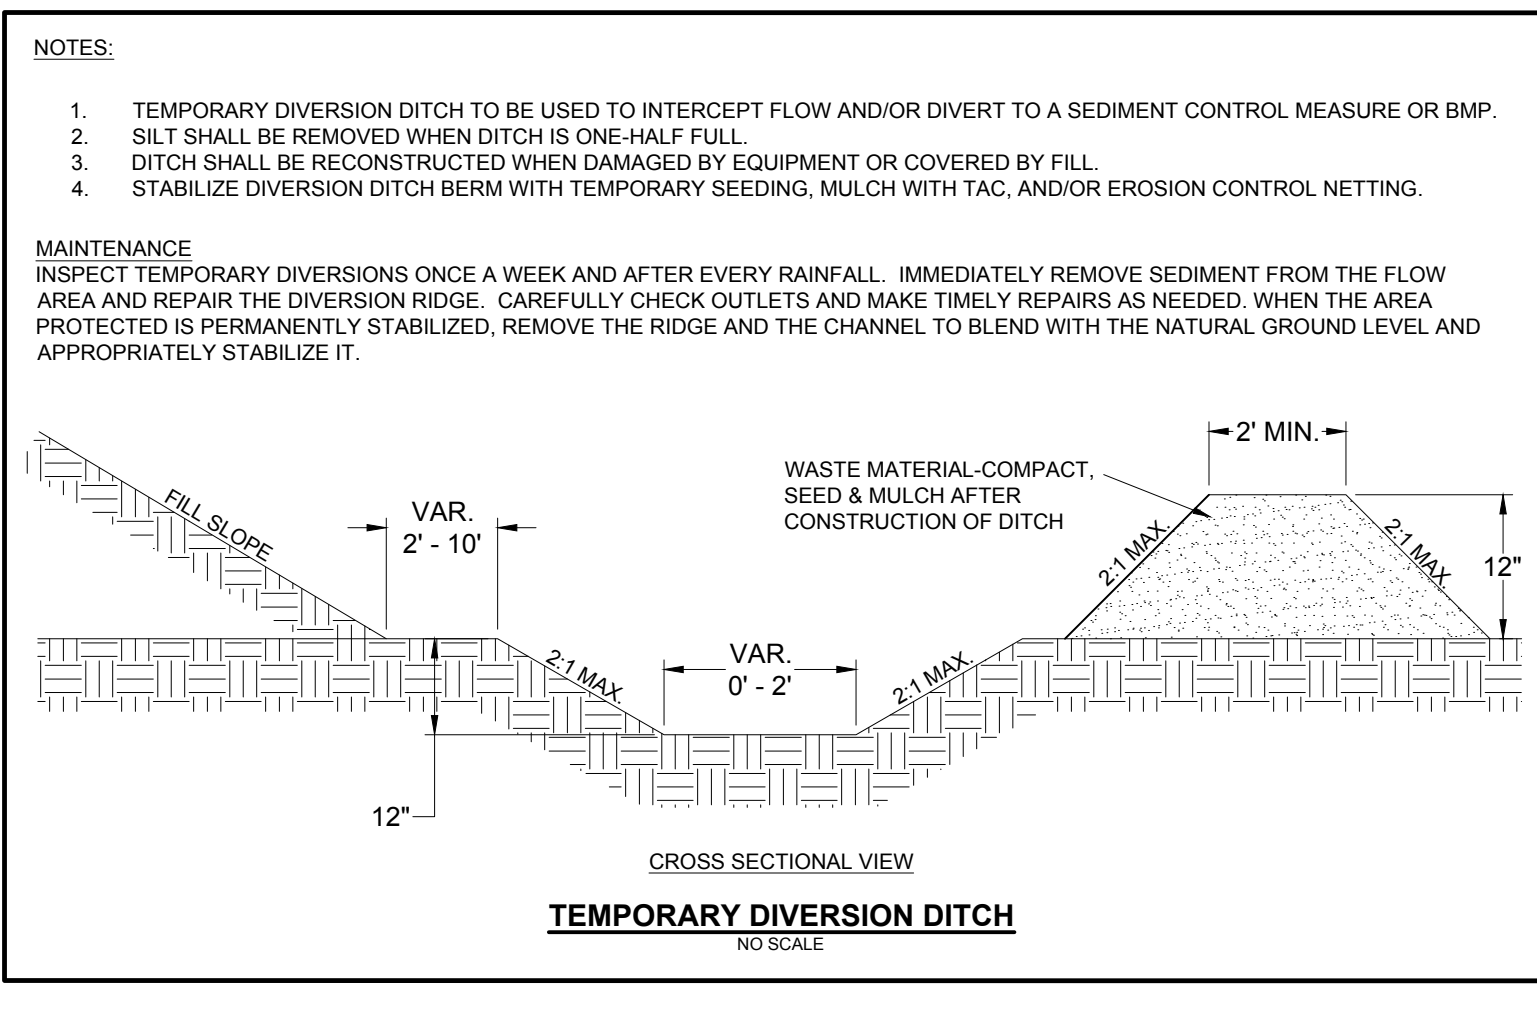 NOTES:
1. TEMPORARY DIVERSION DITCH TO BE USED TO INTERCEPT FLOW AND/OR DIVERT TO A SEDIMENT CONTROL MEASURE OR BMP.
2. SILT SHALL BE REMOVED WHEN DITCH IS ONE-HALF FULL.
3. DITCH SHALL BE RECONSTRUCTED WHEN DAMAGED BY EQUIPMENT OR COVERED BY FILL.
4. STABILIZE DIVERSION DITCH BERM WITH TEMPORARY SEEDING, MULCH WITH TAC, AND/OR EROSION CONTROL NETTING.
MAINTENANCE
INSPECT TEMPORARY DIVERSIONS ONCE A WEEK AND AFTER EVERY RAINFALL. IMMEDIATELY REMOVE SEDIMENT FROM THE FLOW
AREA AND REPAIR THE DIVERSION RIDGE. CAREFULLY CHECK OUTLETS AND MAKE TIMELY REPAIRS AS NEEDED. WHEN THE AREA
PROTECTED IS PERMANENTLY STABILIZED, REMOVE THE RIDGE AND THE CHANNEL TO BLEND WITH THE NATURAL GROUND LEVEL AND
APPROPRIATELY STABILIZE IT.
2' MIN.
WASTE MATERIAL-COMPACT,
SEED & MULCH AFTER
CONSTRUCTION OF DITCH
FILL SLOPE
VAR.
2' - 10'
2:1 MAX.
2:1 MAX.
12"
2:1 MAX.
VAR.
0' - 2'
2:1 MAX.
12"
CROSS SECTIONAL VIEW
TEMPORARY DIVERSION DITCH
NO SCALE